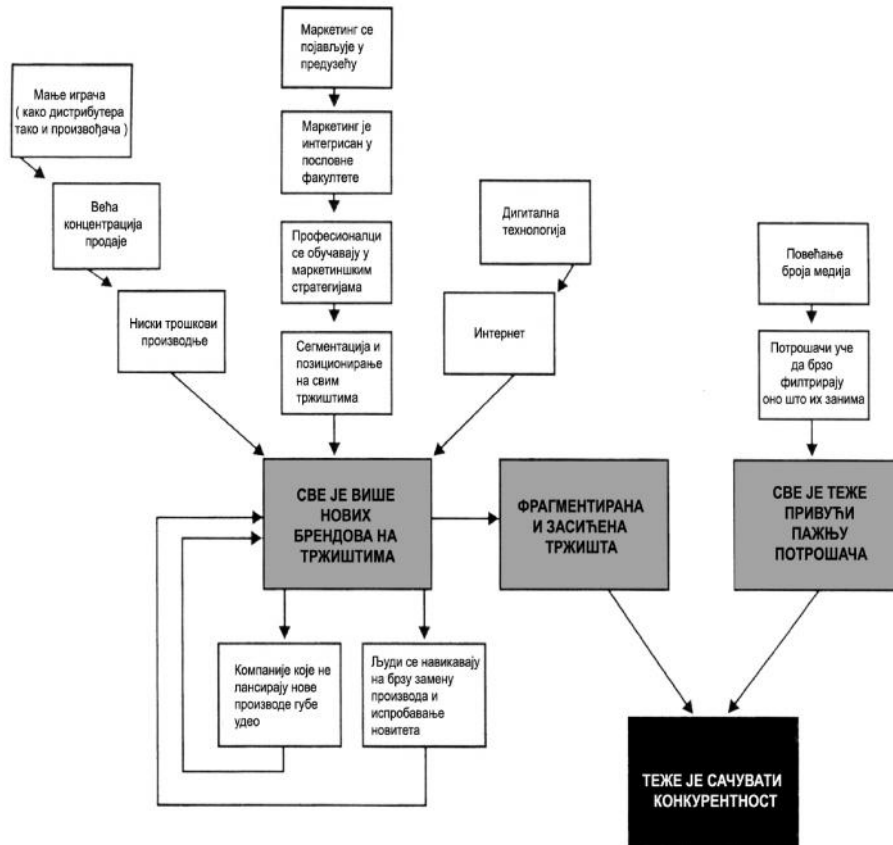 Маркетинг се
појављује у
предузећу
Мање играча
( како дистрибутера
тако и произвођача )
Маркетинг је
интегрисан у
пословне
факултете
Већа
концентрација
продаје
Дигитална
технологија
Професионалци
се обучавају у
маркетиншким
стратегијама
Повећање
броја медија
Ниски трошкови
производње
Интернет
Сегментација и
позиционирање
на свим
тржиштима
Потрошачи уче
да брзо
филтрирају
оно што их занима
СВЕ ЈЕ ВИШЕ
НОВИХ
БРЕНДОВА НА
ТРЖИШТИМА
ФРАГМЕНТИРАНА
И ЗАСИЋЕНА
ТРЖИШТА
СВЕ ЈЕ ТЕЖЕ
ПРИВУЋИ
ПАЖЊУ
ПОТРОШАЧА
Компаније које не
лансирају нове
производе губе
удео
Људи се навикавају
на брзу замену
производа и
испробавање
новитета
ТЕЖЕ ЈЕ САЧУВАТИ
КОНКУРЕНТНОСТ